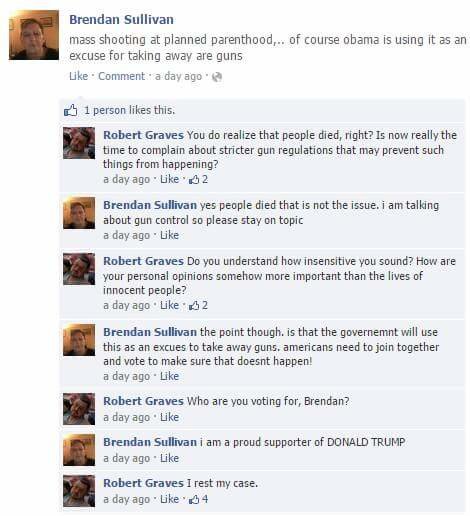 Brendan Sullivan
mass shooting at planned parenthood,.. of course obama is using it as an
excuse for taking away are guns
Like · Comment · a day ago ·
1 person likes this.
Robert Graves You do realize that people died, right? Is now really the
time to complain about stricter gun regulations that may prevent such
things from happening?
a day ago · Like · 2
Brendan Sullivan yes people died that is not the issue. i am talking
about gun control so please stay on topic
a day ago · Like
Robert Graves Do you understand how insensitive you sound? How are
your personal opinions somehow more important than the lives of
innocent people?
a day ago · Like · 2
Brendan Sullivan the point though. is that the governemnt will use
this as an excues to take away guns. americans need to join together
and vote to make sure that doesnt happen!
a day ago · Like
Robert Graves Who are you voting for, Brendan?
a day ago · Like
Brendan Sullivan i am a proud supporter of DONALD TRUMP
a day ago · Like
Robert Graves I rest my case.
a day ago · Like · 4